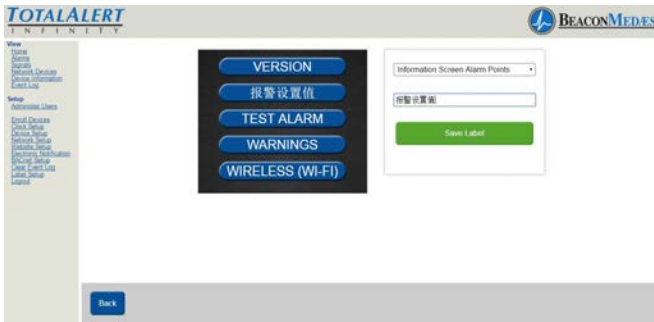 TOTALALERT
INFINITY
BEACONMEDÆS
View
Home
Alarms
Signals
Network Devices
Device Information
Event Log
Setup
Administer Users
Enroll Devices
Clock Setup
Device Setup
Network Setup
Website Setup
Electronic Notification
BACnet Setup
Clear Event Log
Label Setup
Logout
VERSION
报警设置值
TEST ALARM
WARNINGS
WIRELESS (WI-FI)
Information Screen Alarm Points
报警设置值
Save Label
Back